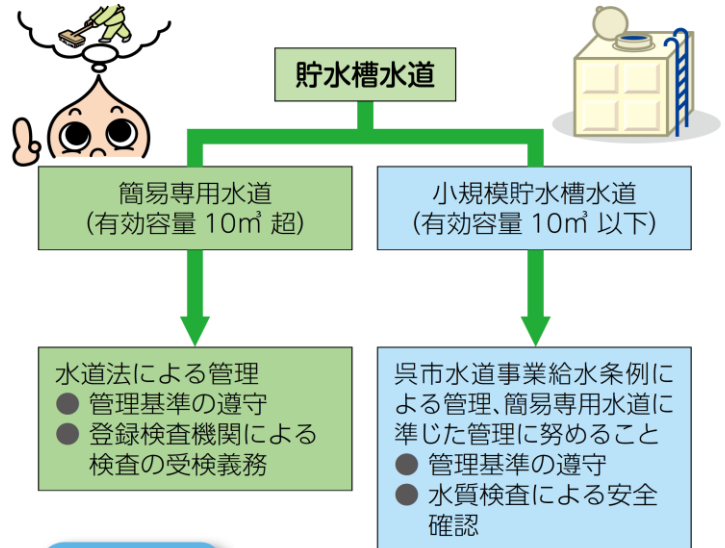 貯水槽水道
簡易専用水道
(有効容量 10㎥ 超)
小規模貯水槽水道
(有効容量 10㎥ 以下)
水道法による管理
● 管理基準の遵守
● 登録検査機関による
検査の受検義務
呉市水道事業給水条例に
よる管理、簡易専用水道に
準じた管理に努めること
● 管理基準の遵守
● 水質検査による安全
確認